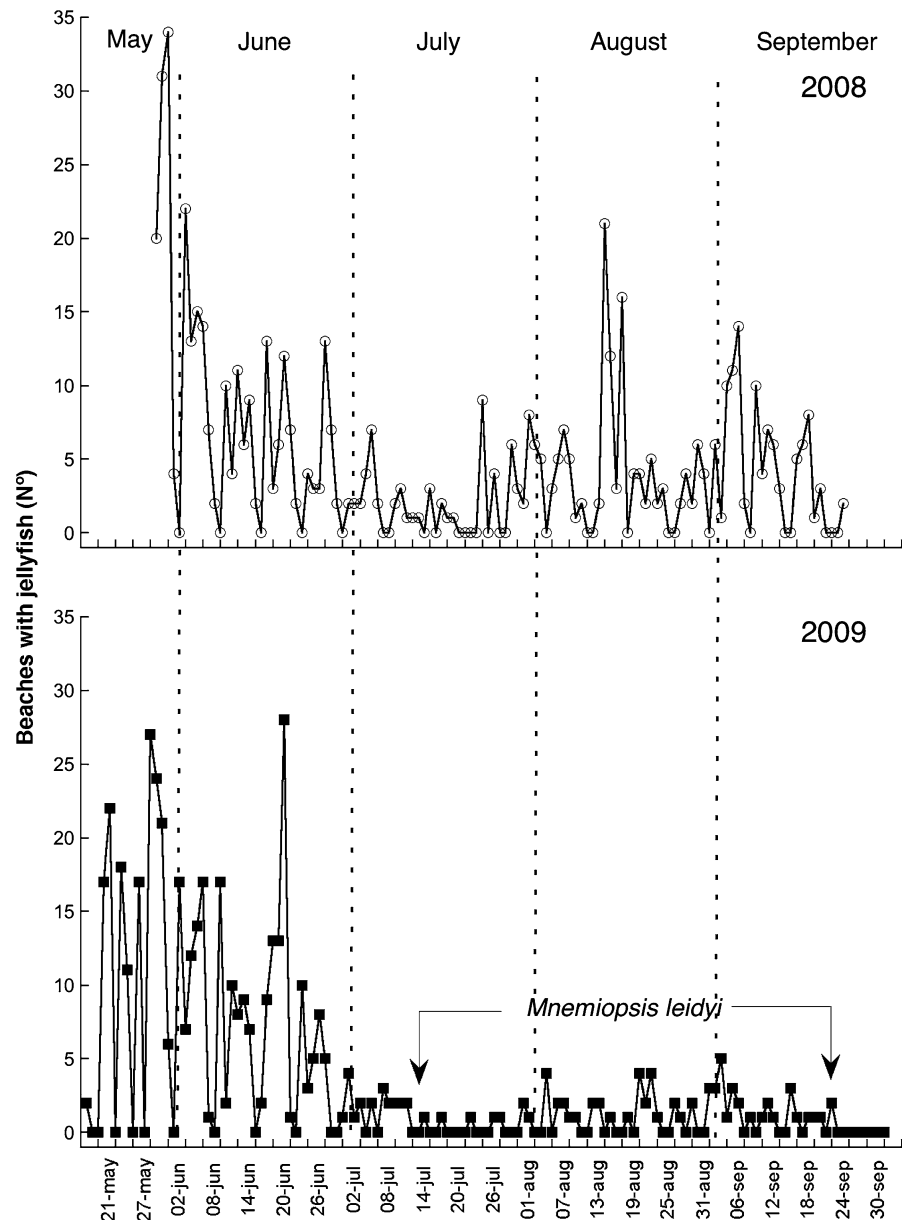 35
30
25
20
15
10
5
0
May
June
July
August
September
2008
Beaches with jellyfish (Nº)
35
30
25
20
15
10
5
0
2009
Mnemiopsis leidyi
21-may
27-may
02-jun
08-jun
14-jun
20-jun
26-jun
02-jul
08-jul
14-jul
20-jul
26-jul
01-aug
07-aug
13-aug
19-aug
25-aug
31-aug
06-sep
12-sep
18-sep
24-sep
30-sep